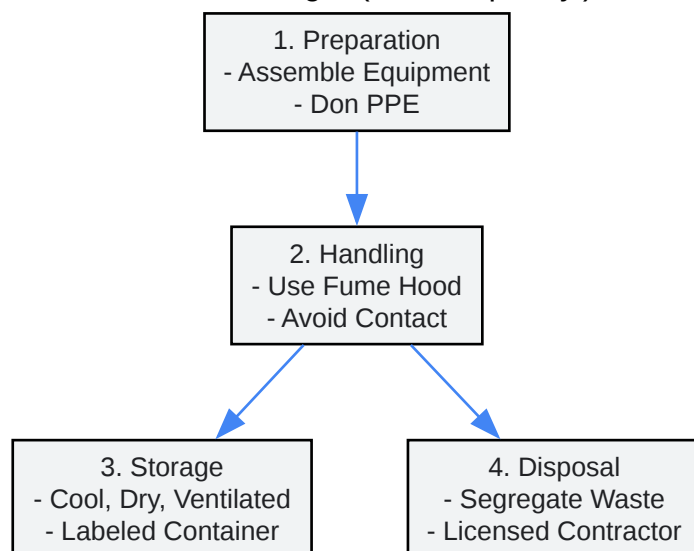 1. Preparation
- Assemble Equipment
- Don PPE
2. Handling
- Use Fume Hood
- Avoid Contact
3. Storage
- Cool, Dry, Ventilated
- Labeled Container
4. Disposal
- Segregate Waste
- Licensed Contractor